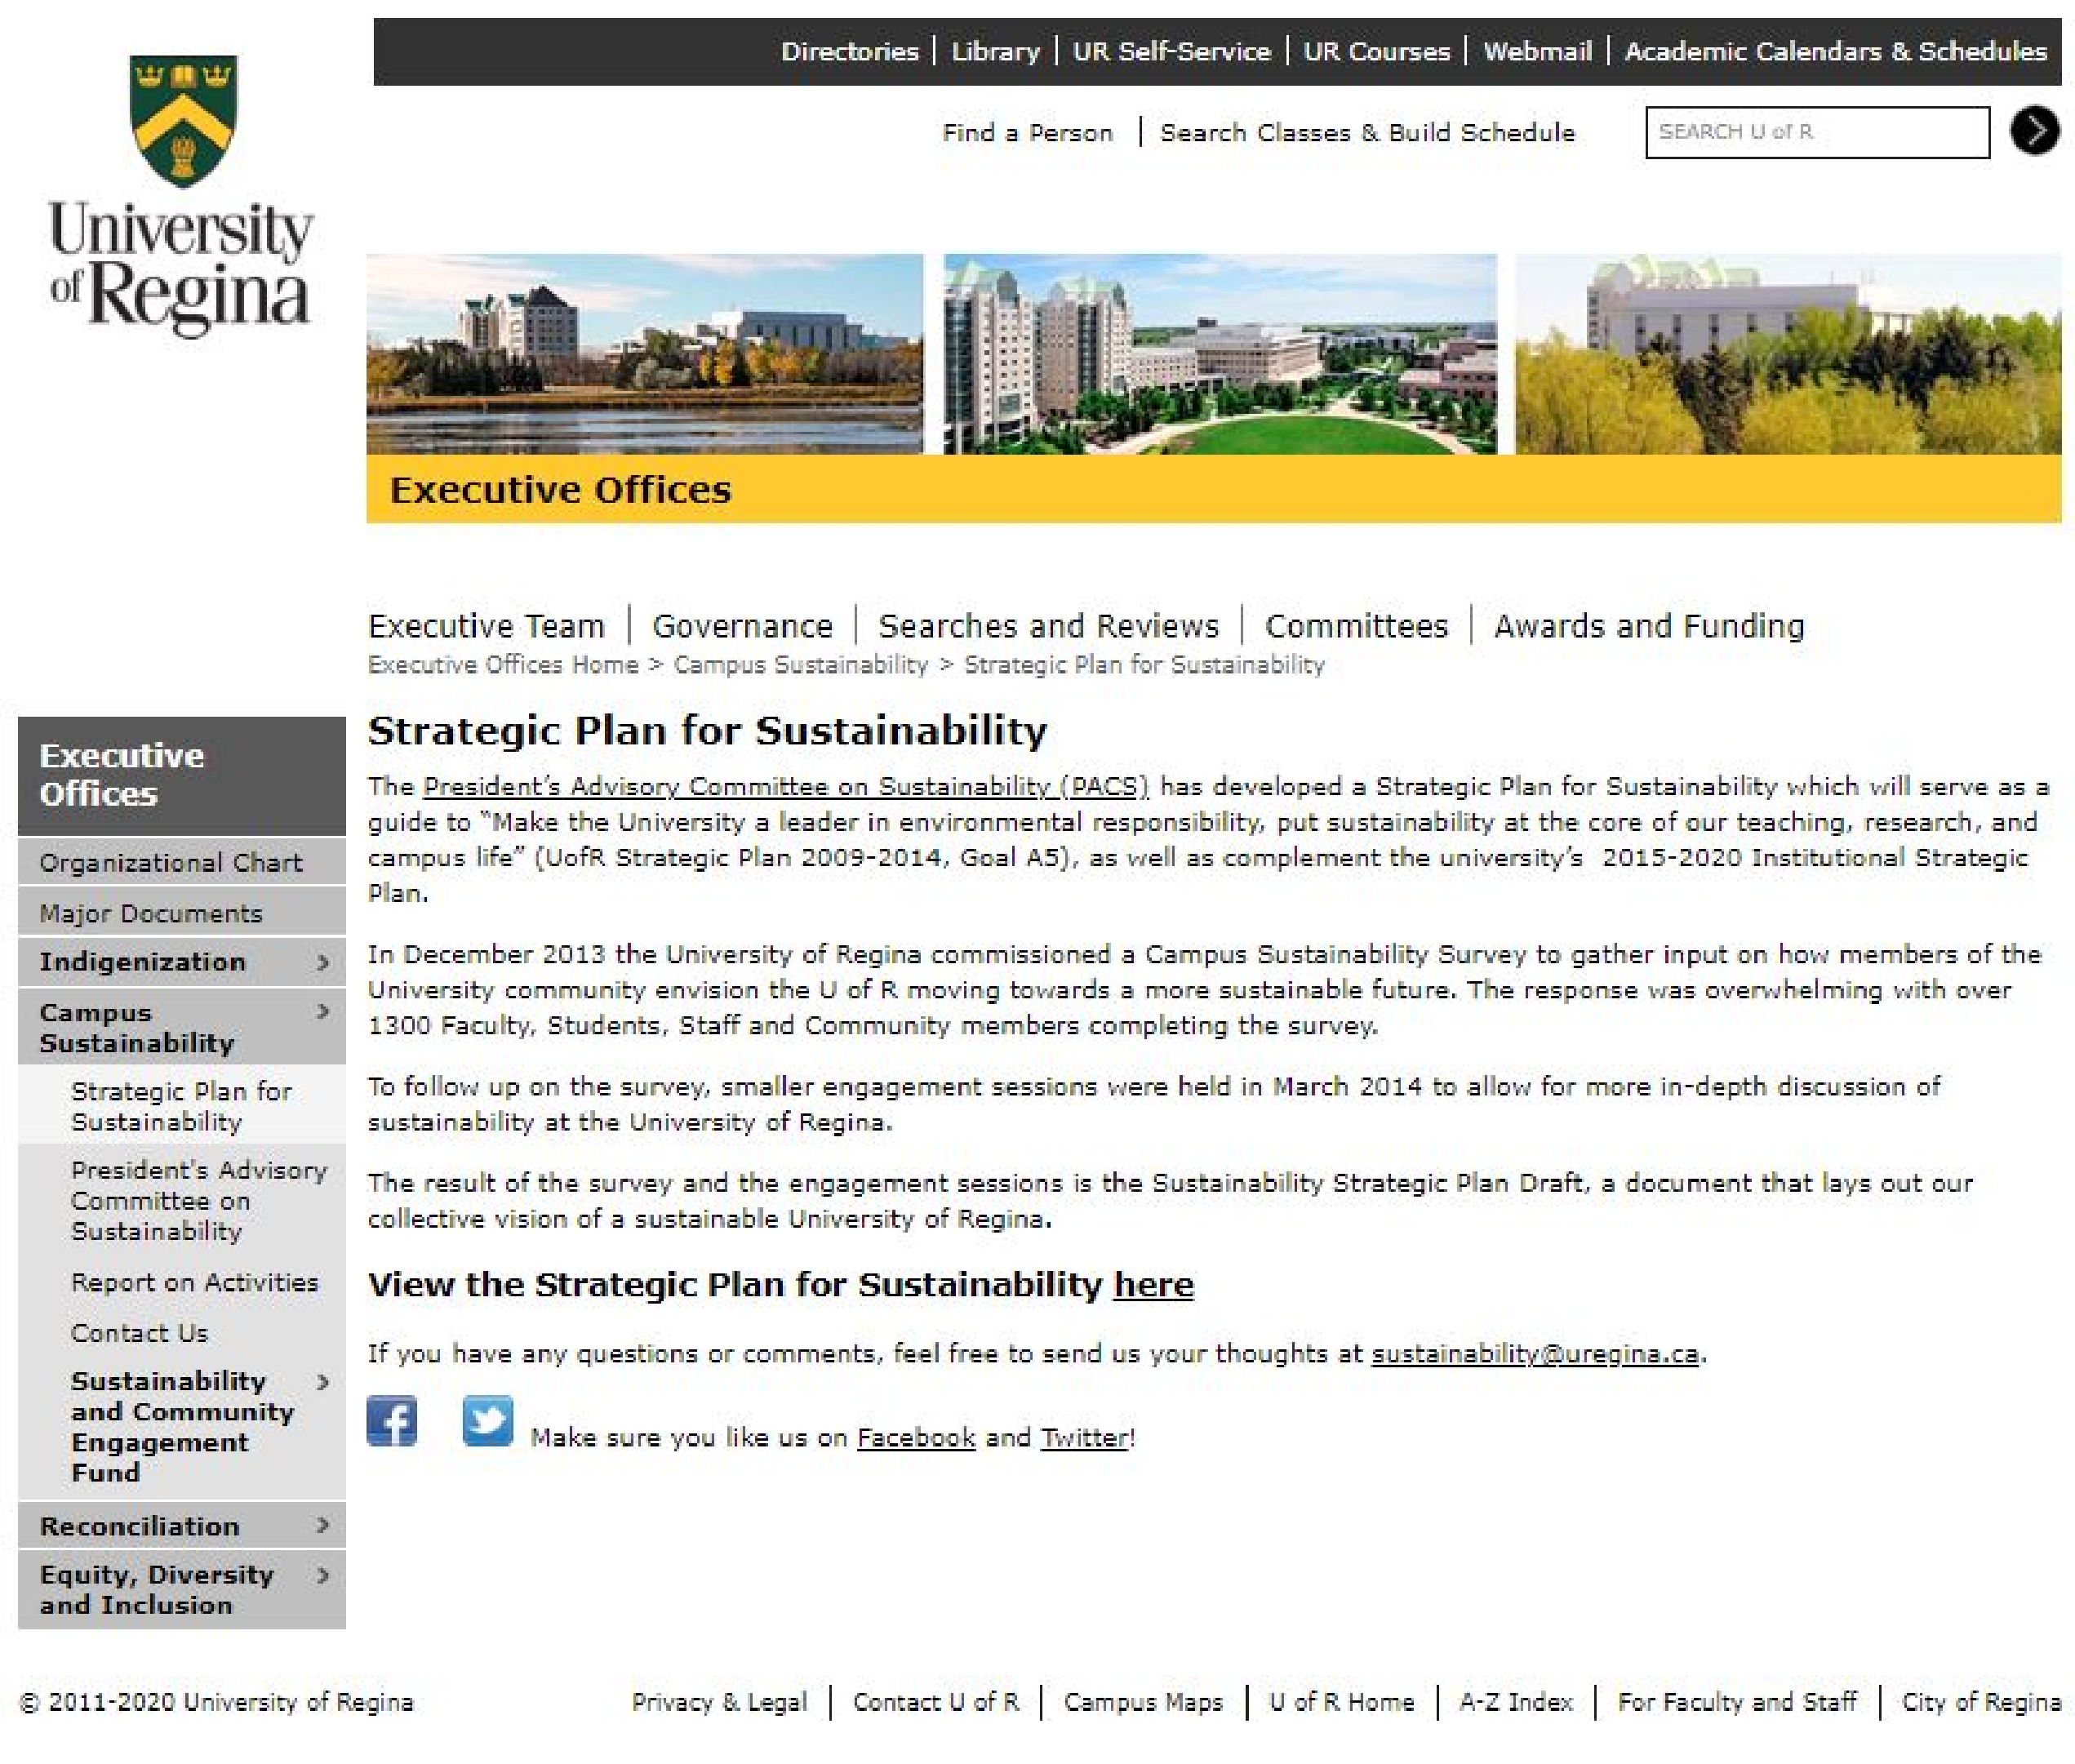 Directories | Library | UR Self-Service | UR Courses | Webmail | Academic Calendars & Schedules
Find a Person | Search Classes & Build Schedule
SEARCH U of R
University
of Regina
Executive Offices
Executive Team | Governance | Searches and Reviews | Committees | Awards and Funding
Executive Offices Home > Campus Sustainability > Strategic Plan for Sustainability
Executive
Offices
Organizational Chart
Major Documents
Indigenization >
Campus >
Sustainability
Strategic Plan for
Sustainability
President's Advisory
Committee on
Sustainability
Report on Activities
Contact Us
Sustainability >
and Community
Engagement
Fund
Reconciliation >
Equity, Diversity >
and Inclusion
Strategic Plan for Sustainability
The President’s Advisory Committee on Sustainability (PACS) has developed a Strategic Plan for Sustainability which will serve as a
guide to “Make the University a leader in environmental responsibility, put sustainability at the core of our teaching, research, and
campus life” (UofR Strategic Plan 2009-2014, Goal A5), as well as complement the university’s 2015-2020 Institutional Strategic
Plan.
In December 2013 the University of Regina commissioned a Campus Sustainability Survey to gather input on how members of the
University community envision the U of R moving towards a more sustainable future. The response was overwhelming with over
1300 Faculty, Students, Staff and Community members completing the survey.
To follow up on the survey, smaller engagement sessions were held in March 2014 to allow for more in-depth discussion of
sustainability at the University of Regina.
The result of the survey and the engagement sessions is the Sustainability Strategic Plan Draft, a document that lays out our
collective vision of a sustainable University of Regina.
View the Strategic Plan for Sustainability here
If you have any questions or comments, feel free to send us your thoughts at sustainability@uregina.ca.
Make sure you like us on Facebook and Twitter!
© 2011-2020 University of Regina
Privacy & Legal | Contact U of R | Campus Maps | U of R Home | A-Z Index | For Faculty and Staff | City of Regina